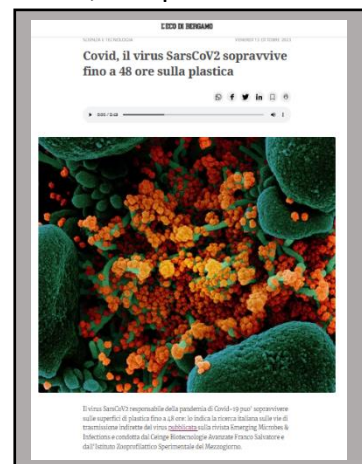 L'ECO DI BERGAMO
SCIENZA E TECNOLOGIA
Covid, il virus SarsCoV2 sopravvive
fino a 48 ore sulla plastica
Il virus SarsCoV2 responsabile della pandemia di Covid-19 puo' sopravvivere
sulle superfici di plastica fino a 48 ore: lo indica la ricerca italiana sulle vie di
trasmissione indirette del virus pubblicata sulla rivista Emerging Microbes &
Infections e condotta dal Ceinge Biotecnologie Avanzate Franco Salvatore e
dall'Istituto Zooprofilattico Sperimentale del Mezzogiorno.